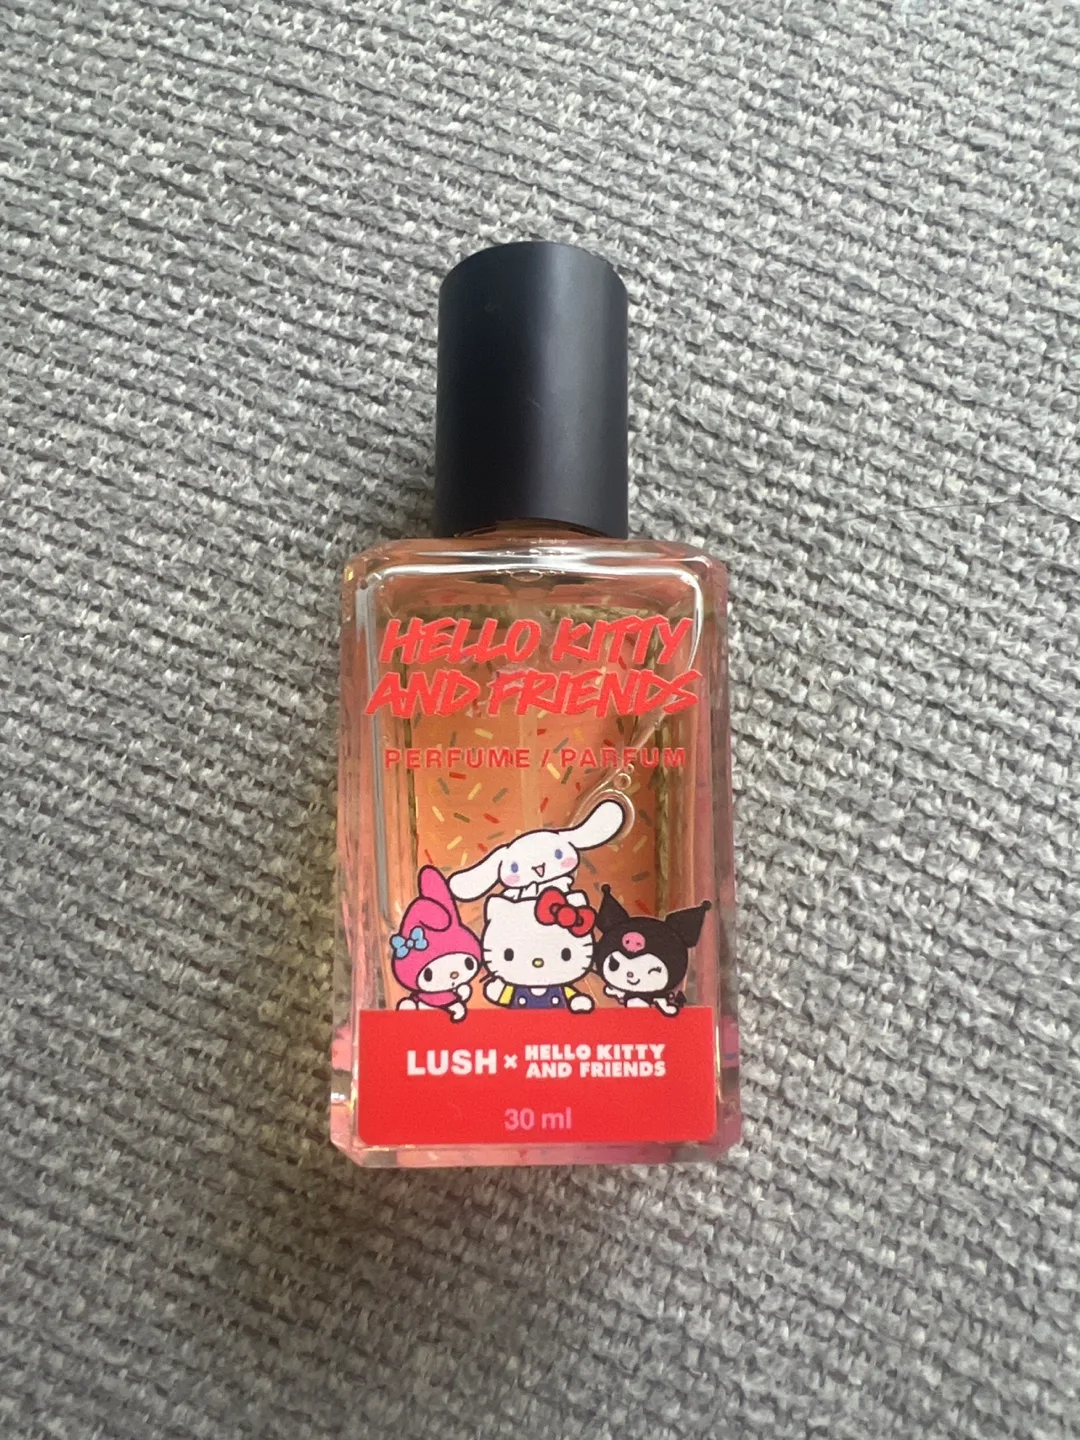 HELLO KITTY
AND FRIENDS
PERFUME / PARFUM
LUSH × HELLO KITTY
AND FRIENDS
30 ml